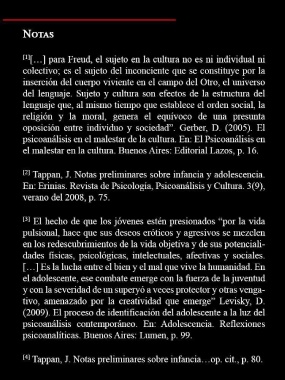 NOTAS
[1][…] para Freud, el sujeto en la cultura no es ni individual ni
colectivo; es el sujeto del inconciente que se constituye por la
inserción del cuerpo viviente en el campo del Otro, el universo
del lenguaje. Sujeto y cultura son efectos de la estructura del
lenguaje que, al mismo tiempo que establece el orden social, la
religión y la moral, genera el equívoco de una presunta
oposición entre individuo y sociedad”. Gerber, D. (2005). El
psicoanálisis en el malestar de la cultura. En: El Psicoanálisis en
el malestar en la cultura. Buenos Aires: Editorial Lazos, p. 16.
[2] Tappan, J. Notas preliminares sobre infancia y adolescencia.
En: Erinias. Revista de Psicología, Psicoanálisis y Cultura. 3(9),
verano del 2008, p. 75.
[3] El hecho de que los jóvenes estén presionados “por la vida
pulsional, hace que sus deseos eróticos y agresivos se mezclen
en los redescubrimientos de la vida objetiva y de sus potenciali-
dades físicas, psicológicas, intelectuales, afectivas y sociales.
[…] Es la lucha entre el bien y el mal que vive la humanidad. En
el adolescente, ese combate emerge con la fuerza de la juventud
y con la severidad de un superyó a veces protector y otras venga-
tivo, amenazado por la creatividad que emerge” Levisky, D.
(2009). El proceso de identificación del adolescente a la luz del
psicoanálisis contemporáneo. En: Adolescencia. Reflexiones
psicoanalíticas. Buenos Aires: Lumen, p. 99.
[4] Tappan, J. Notas preliminares sobre infancia…op. cit., p. 80.